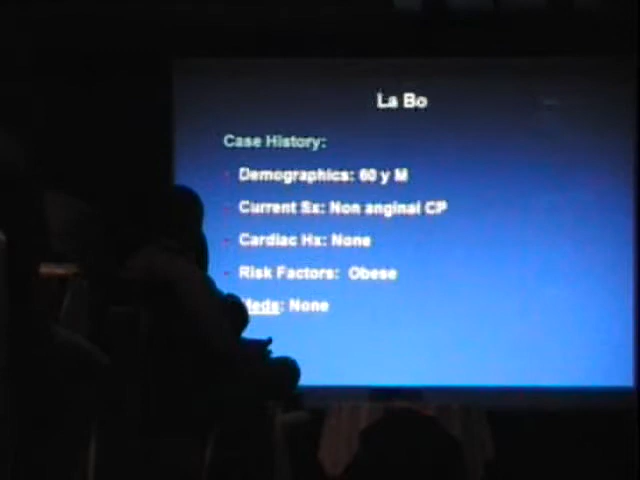 La Bo
Case History:
- Demographics: 60 y M
- Current Sx: Non anginal CP
- Cardiac Hx: None
- Risk Factors: Obese
Meds: None